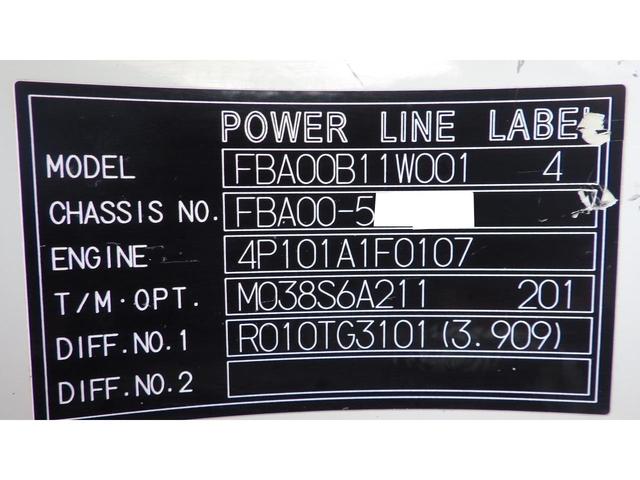 POWER LINE LABEL
MODEL FBA00B11W001 4
CHASSIS NO. FBA00-5
ENGINE 4P101A1F0107
T/M·OPT. M038S6A211 201
DIFF.NO.1 R010TG3101(3.909)
DIFF.NO.2